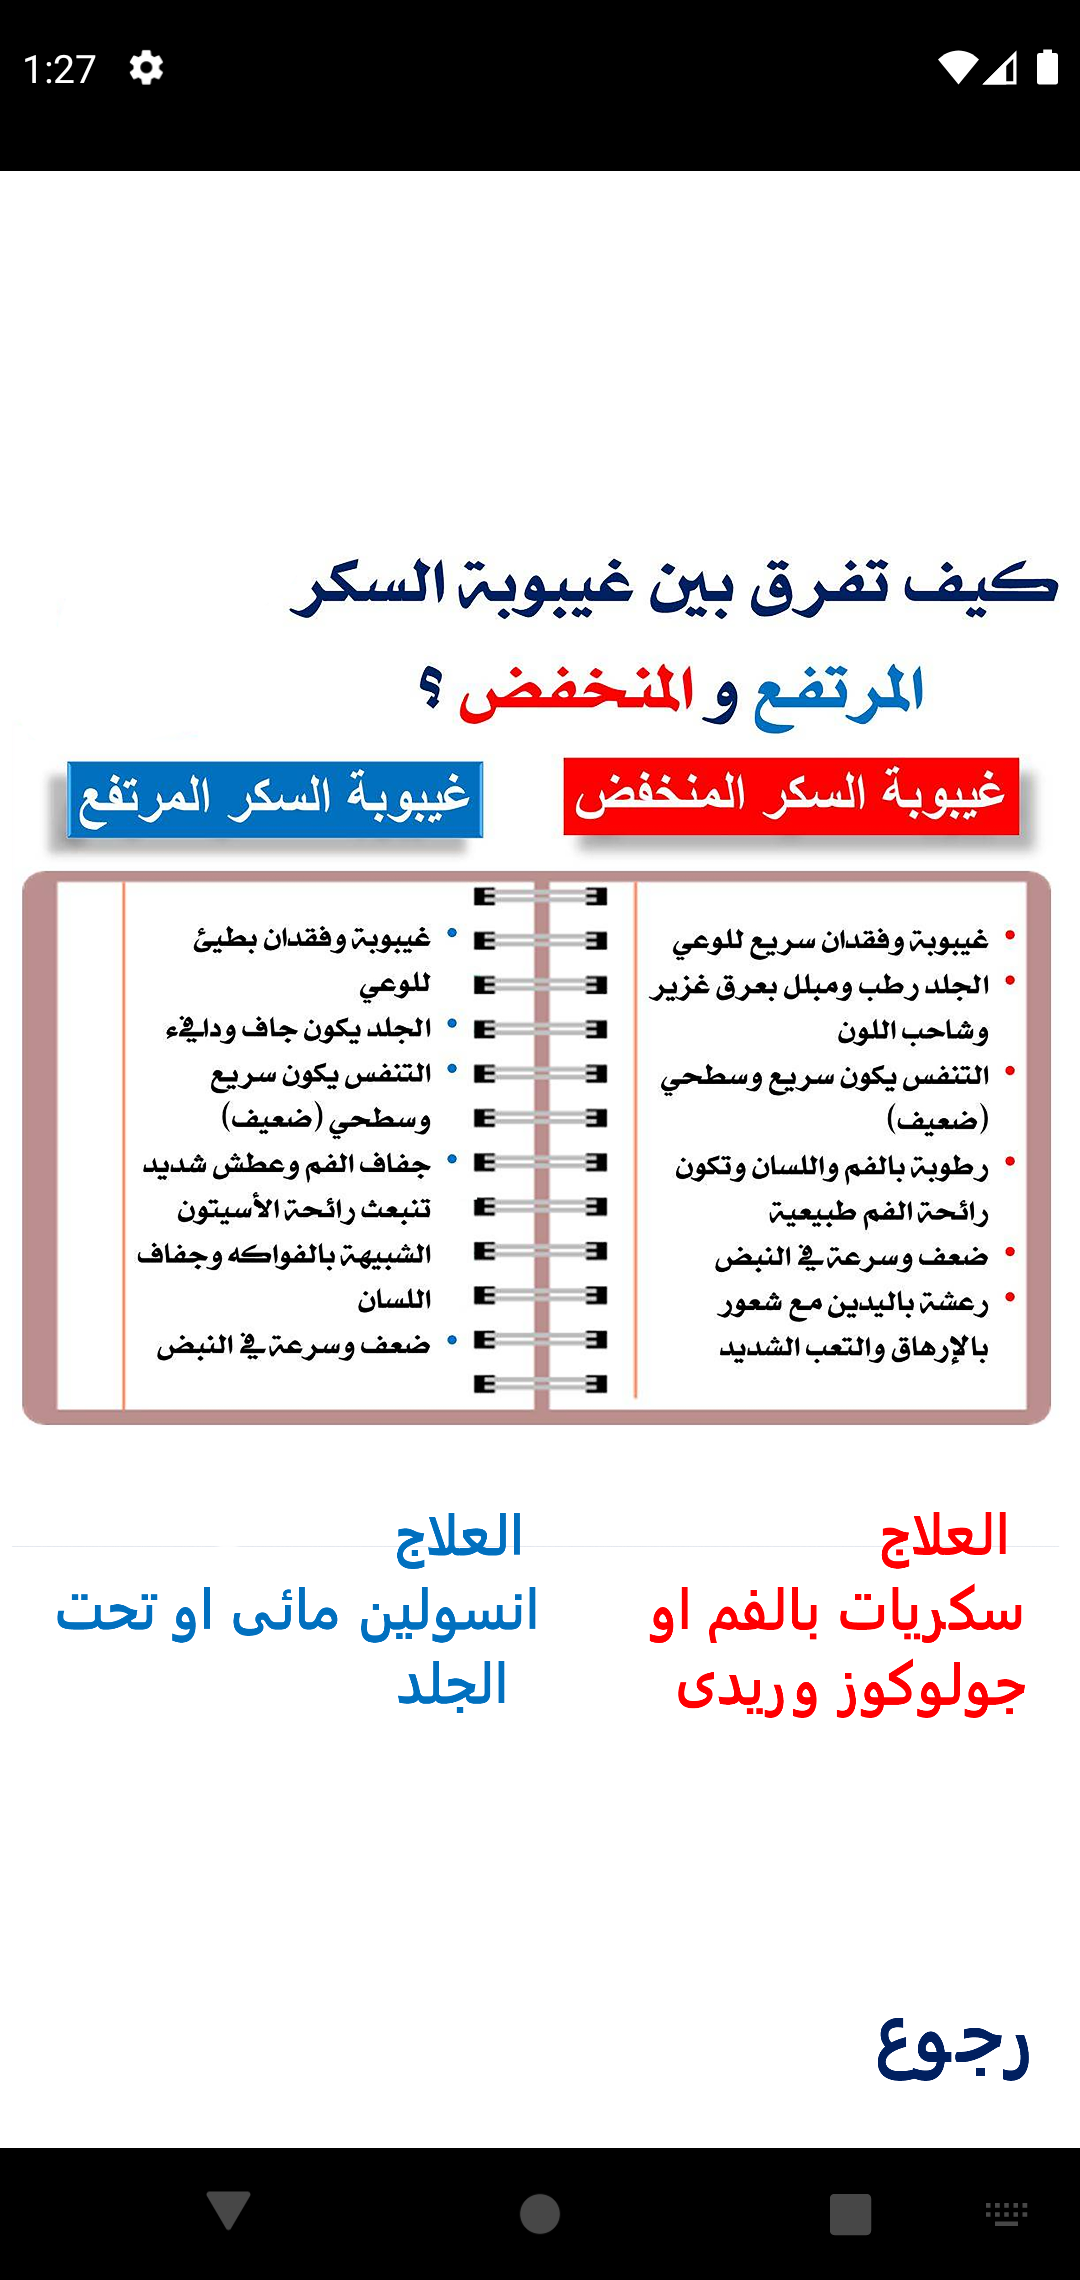 1:27
كيف تفرق بين غيبوبة السكر
المرتفع و المنخفض ؟
غيبوبة السكر المنخفض
غيبوبة وفقدان سريع للوعي
الجلد رطب ومبلل بعرق غزير
وشاحب اللون
التنفس يكون سريع وسطحي
(ضعيف)
رطوبة بالفم واللسان وتكون
رائحة الفم طبيعية
ضعف وسرعة في النبض
رعشة باليدين مع شعور
بالإرهاق والتعب الشديد
غيبوبة السكر المرتفع
غيبوبة وفقدان بطيئ
للوعي
الجلد يكون جاف ودافيء
التنفس يكون سريع
وسطحي (ضعيف)
جفاف الفم وعطش شديد
تنبعث رائحة الأسيتون
الشبيهة بالفواكه وجفاف
اللسان
ضعف وسرعة في النبض
العلاج
سكريات بالفم او
جولوكوز وريدى
العلاج
انسولين مائى او تحت
الجلد
رجوع